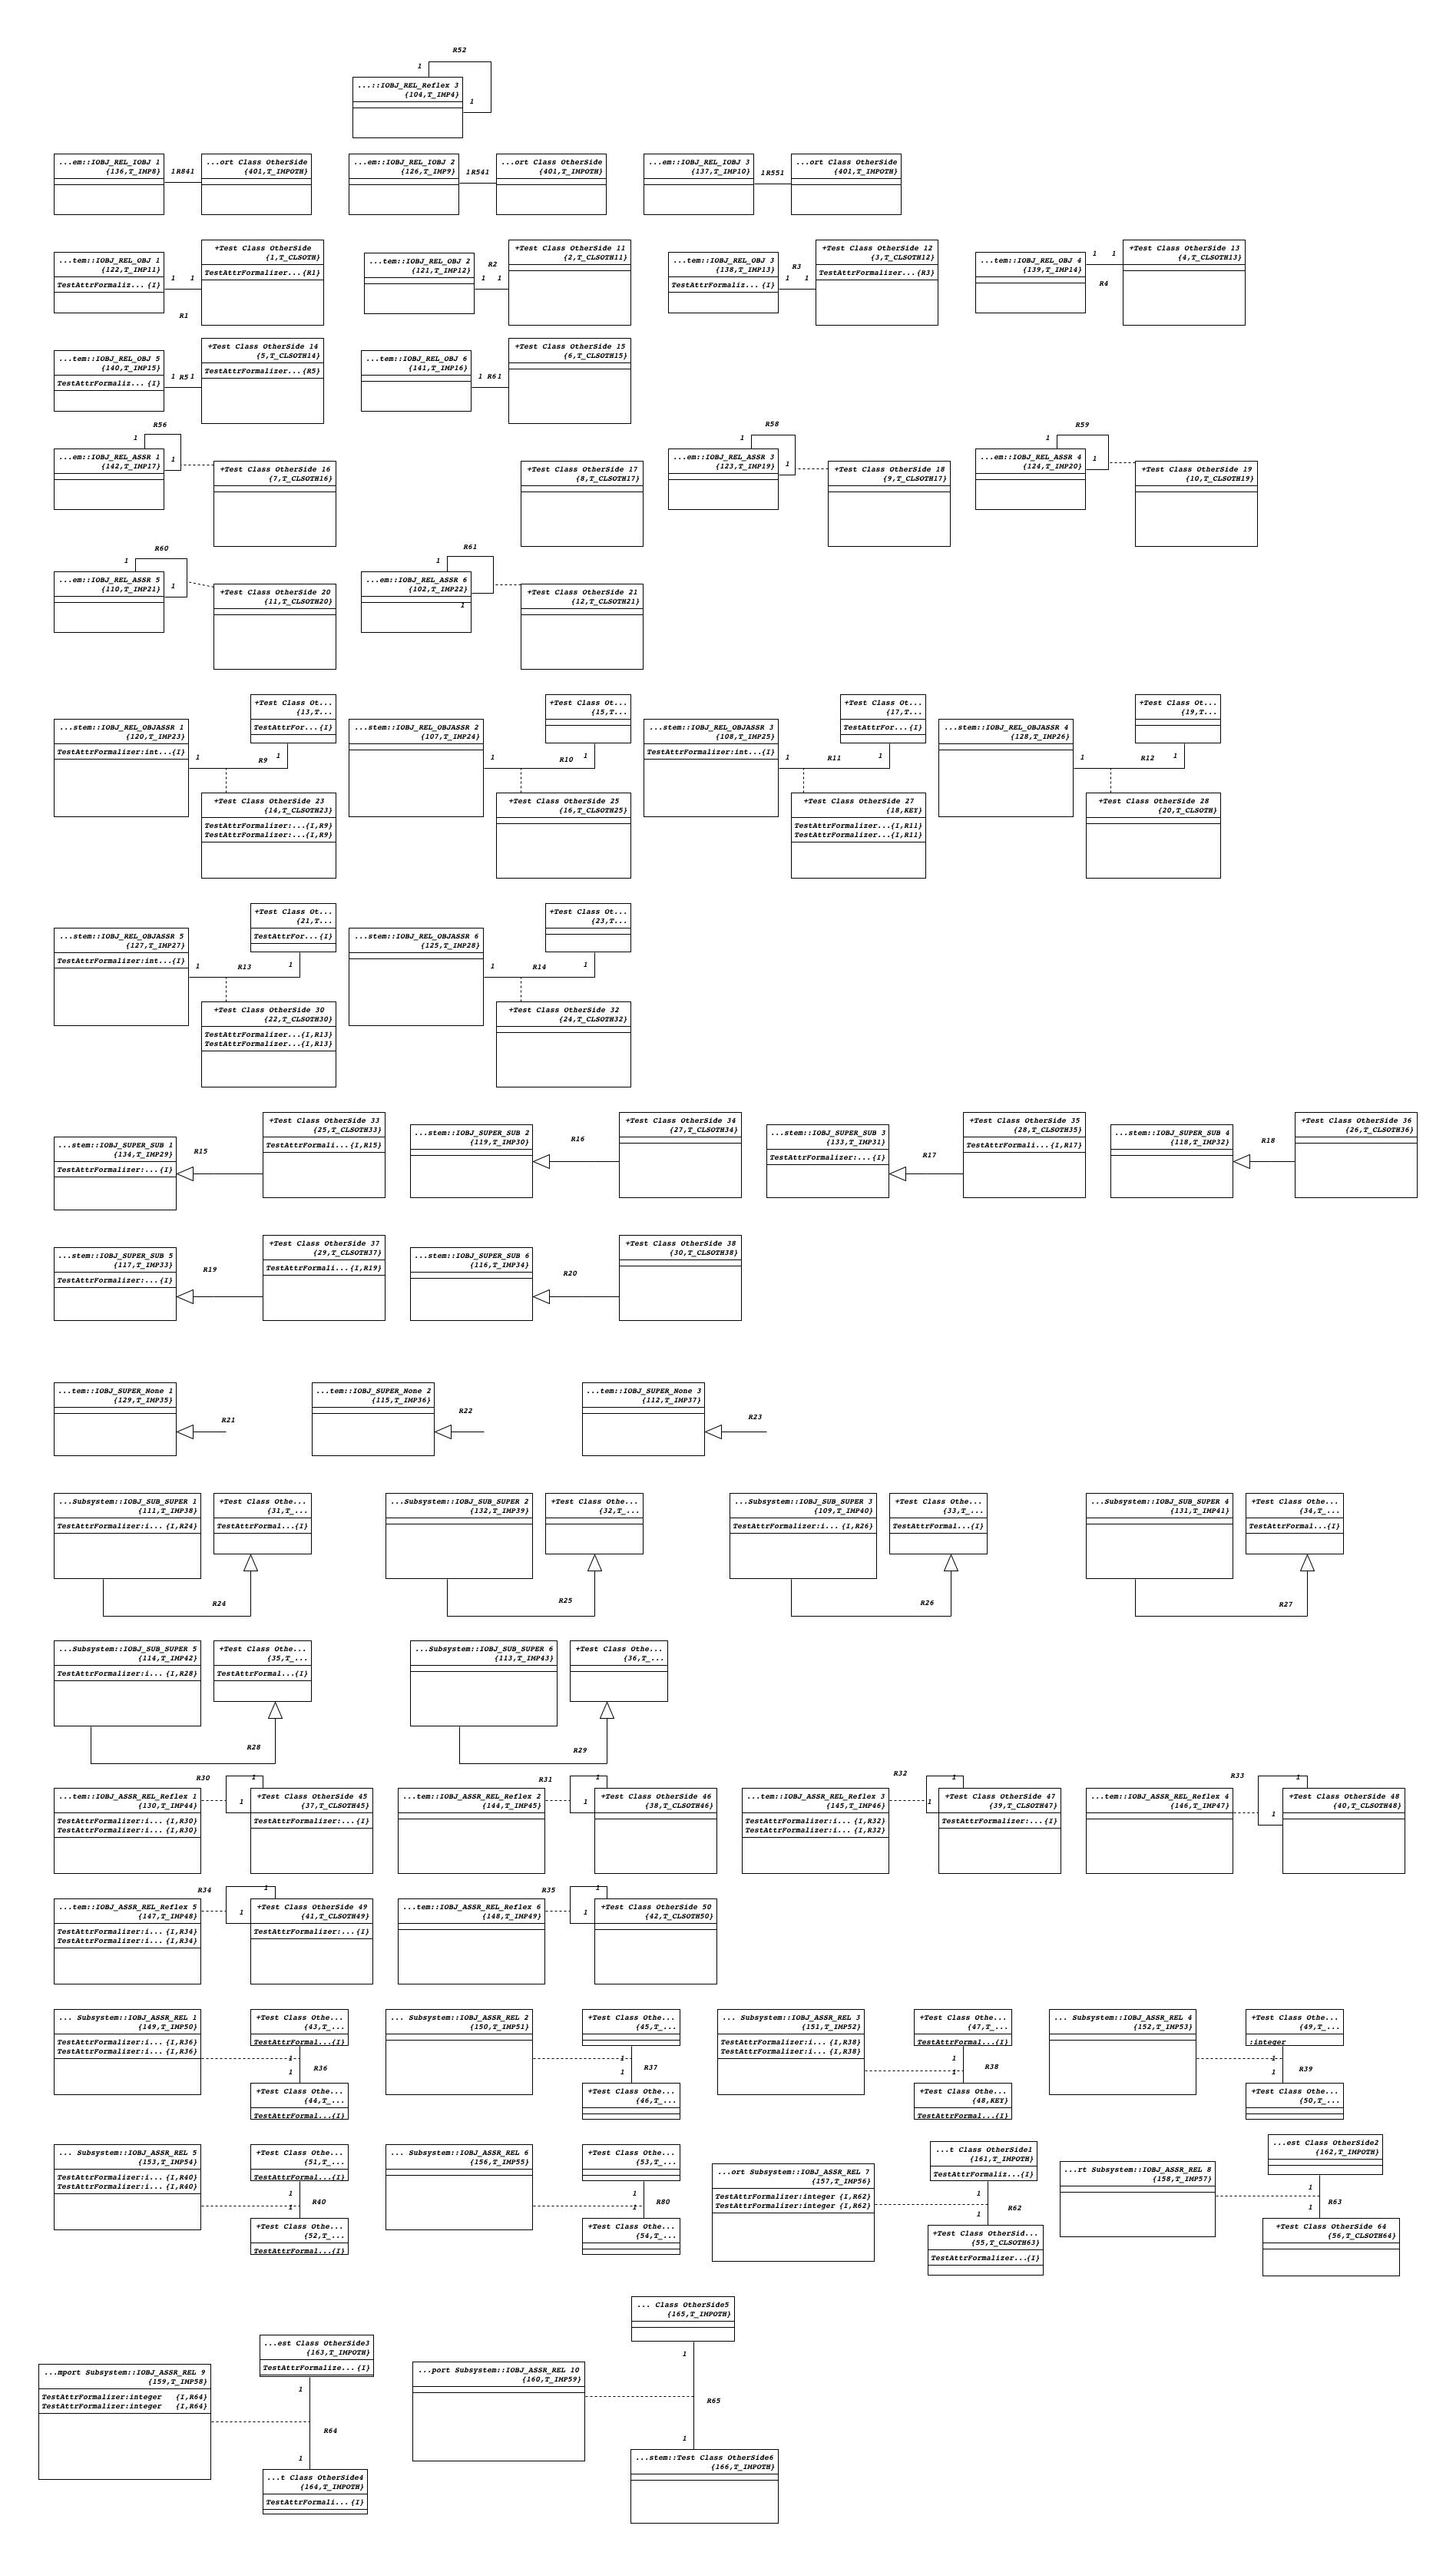 R52
1
...::IOBJ_REL_Reflex 3
{104,T_IMP4}
1
...em::IOBJ_REL_IOBJ 1
{136,T_IMP8}
1R841
...ort Class OtherSide
{401,T_IMPOTH}
...em::IOBJ_REL_IOBJ 2
{126,T_IMP9}
1R541
...ort Class OtherSide
{401,T_IMPOTH}
...em::IOBJ_REL_IOBJ 3
{137,T_IMP10}
1R551
...ort Class OtherSide
{401,T_IMPOTH}
...tem::IOBJ_REL_OBJ 1
{122,T_IMP11}
TestAttrFormaliz... {I}
1 1
R1
+Test Class OtherSide
{1,T_CLSOTH}
TestAttrFormalizer... {R1}
...tem::IOBJ_REL_OBJ 2
{121,T_IMP12}
R2
1 1
+Test Class OtherSide 11
{2,T_CLSOTH11}
...tem::IOBJ_REL_OBJ 3
{138,T_IMP13}
TestAttrFormaliz... {I}
R3
1 1
+Test Class OtherSide 12
{3,T_CLSOTH12}
TestAttrFormalizer...{R3}
...tem::IOBJ_REL_OBJ 4
{139,T_IMP14}
1 1
R4
+Test Class OtherSide 13
{4,T_CLSOTH13}
...tem::IOBJ_REL_OBJ 5
{140,T_IMP15}
TestAttrFormaliz... {I}
1 R5 1
+Test Class OtherSide 14
{5,T_CLSOTH14}
TestAttrFormalizer... {R5}
...tem::IOBJ_REL_OBJ 6
{141,T_IMP16}
1 R61
+Test Class OtherSide 15
{6,T_CLSOTH15}
R56
1
...em::IOBJ_REL_ASSR 1
{142,T_IMP17}
1
+Test Class OtherSide 16
{7,T_CLSOTH16}
+Test Class OtherSide 17
{8,T_CLSOTH17}
R58
1
...em::IOBJ_REL_ASSR 3
{123,T_IMP19}
1
+Test Class OtherSide 18
{9,T_CLSOTH17}
R59
1
...em::IOBJ_REL_ASSR 4
{124,T_IMP20}
1
+Test Class OtherSide 19
{10,T_CLSOTH19}
R60
1
...em::IOBJ_REL_ASSR 5
{110,T_IMP21}
1
+Test Class OtherSide 20
{11,T_CLSOTH20}
R61
1
...em::IOBJ_REL_ASSR 6
{102,T_IMP22}
1
+Test Class OtherSide 21
{12,T_CLSOTH21}
...stem::IOBJ_REL_OBJASSR 1
{120,T_IMP23}
TestAttrFormalizer:int...{I}
+Test Class Ot...
{13,T...
TestAttrFor...{I}
1 R9 1
+Test Class OtherSide 23
{14,T_CLSOTH23}
TestAttrFormalizer:...{I,R9}
TestAttrFormalizer:...{I,R9}
...stem::IOBJ_REL_OBJASSR 2
{107,T_IMP24}
+Test Class Ot...
{15,T...
1 R10 1
+Test Class OtherSide 25
{16,T_CLSOTH25}
...stem::IOBJ_REL_OBJASSR 3
{108,T_IMP25}
TestAttrFormalizer:int...{I}
+Test Class Ot...
{17,T...
TestAttrFor...{I}
1 R11 1
+Test Class OtherSide 27
{18,KEY}
TestAttrFormalizer...{I,R11}
TestAttrFormalizer...{I,R11}
...stem::IOBJ_REL_OBJASSR 4
{128,T_IMP26}
+Test Class Ot...
{19,T...
1 R12 1
+Test Class OtherSide 28
{20,T_CLSOTH}
...stem::IOBJ_REL_OBJASSR 5
{127,T_IMP27}
TestAttrFormalizer:int...{I}
+Test Class Ot...
{21,T...
TestAttrFor...{I}
1 R13 1
+Test Class OtherSide 30
{22,T_CLSOTH30}
TestAttrFormalizer...{I,R13}
TestAttrFormalizer...{I,R13}
...stem::IOBJ_REL_OBJASSR 6
{125,T_IMP28}
+Test Class Ot...
{23,T...
1 R14 1
+Test Class OtherSide 32
{24,T_CLSOTH32}
...stem::IOBJ_SUPER_SUB 1
{134,T_IMP29}
TestAttrFormalizer:...{I}
R15
+Test Class OtherSide 33
{25,T_CLSOTH33}
TestAttrFormali...{I,R15}
...stem::IOBJ_SUPER_SUB 2
{119,T_IMP30}
R16
+Test Class OtherSide 34
{27,T_CLSOTH34}
...stem::IOBJ_SUPER_SUB 3
{133,T_IMP31}
TestAttrFormalizer:...{I}
R17
+Test Class OtherSide 35
{28,T_CLSOTH35}
TestAttrFormali...{I,R17}
...stem::IOBJ_SUPER_SUB 4
{118,T_IMP32}
R18
+Test Class OtherSide 36
{26,T_CLSOTH36}
...stem::IOBJ_SUPER_SUB 5
{117,T_IMP33}
TestAttrFormalizer:...{I}
R19
+Test Class OtherSide 37
{29,T_CLSOTH37}
TestAttrFormali...{I,R19}
...stem::IOBJ_SUPER_SUB 6
{116,T_IMP34}
R20
+Test Class OtherSide 38
{30,T_CLSOTH38}
...tem::IOBJ_SUPER_None 1
{129,T_IMP35}
R21
...tem::IOBJ_SUPER_None 2
{115,T_IMP36}
R22
...tem::IOBJ_SUPER_None 3
{112,T_IMP37}
R23
...Subsystem::IOBJ_SUB_SUPER 1
{111,T_IMP38}
TestAttrFormalizer:i... {I,R24}
+Test Class Othe...
{31,T_...
TestAttrFormal...{I}
R24
...Subsystem::IOBJ_SUB_SUPER 2
{132,T_IMP39}
+Test Class Othe...
{32,T_...
R25
...Subsystem::IOBJ_SUB_SUPER 3
{109,T_IMP40}
TestAttrFormalizer:i... {I,R26}
+Test Class Othe...
{33,T_...
TestAttrFormal...{I}
R26
...Subsystem::IOBJ_SUB_SUPER 4
{131,T_IMP41}
+Test Class Othe...
{34,T_...
TestAttrFormal...{I}
R27
...Subsystem::IOBJ_SUB_SUPER 5
{114,T_IMP42}
TestAttrFormalizer:i... {I,R28}
+Test Class Othe...
{35,T_...
TestAttrFormal...{I}
R28
...Subsystem::IOBJ_SUB_SUPER 6
{113,T_IMP43}
+Test Class Othe...
{36,T_...
R29
...tem::IOBJ_ASSR_REL_Reflex 1
{130,T_IMP44}
TestAttrFormalizer:i... {I,R30}
TestAttrFormalizer:i... {I,R30}
R30
1
1
+Test Class OtherSide 45
{37,T_CLSOTH45}
TestAttrFormalizer:...{I}
...tem::IOBJ_ASSR_REL_Reflex 2
{144,T_IMP45}
R31
1
1
+Test Class OtherSide 46
{38,T_CLSOTH46}
...tem::IOBJ_ASSR_REL_Reflex 3
{145,T_IMP46}
TestAttrFormalizer:i... {I,R32}
TestAttrFormalizer:i... {I,R32}
R32
1
1
+Test Class OtherSide 47
{39,T_CLSOTH47}
TestAttrFormalizer:...{I}
...tem::IOBJ_ASSR_REL_Reflex 4
{146,T_IMP47}
R33
1
1
+Test Class OtherSide 48
{40,T_CLSOTH48}
...tem::IOBJ_ASSR_REL_Reflex 5
{147,T_IMP48}
TestAttrFormalizer:i... {I,R34}
TestAttrFormalizer:i... {I,R34}
R34
1
1
+Test Class OtherSide 49
{41,T_CLSOTH49}
TestAttrFormalizer:...{I}
...tem::IOBJ_ASSR_REL_Reflex 6
{148,T_IMP49}
R35
1
1
+Test Class OtherSide 50
{42,T_CLSOTH50}
... Subsystem::IOBJ_ASSR_REL 1
{149,T_IMP50}
TestAttrFormalizer:i... {I,R36}
TestAttrFormalizer:i... {I,R36}
+Test Class Othe...
{43,T_...
TestAttrFormal...{I}
1
1
R36
+Test Class Othe...
{44,T_...
TestAttrFormal...{I}
... Subsystem::IOBJ_ASSR_REL 2
{150,T_IMP51}
+Test Class Othe...
{45,T_...
1
1
R37
+Test Class Othe...
{46,T_...
... Subsystem::IOBJ_ASSR_REL 3
{151,T_IMP52}
TestAttrFormalizer:i... {I,R38}
TestAttrFormalizer:i... {I,R38}
+Test Class Othe...
{47,T_...
TestAttrFormal...{I}
1
1
R38
+Test Class Othe...
{48,KEY}
TestAttrFormal...{I}
... Subsystem::IOBJ_ASSR_REL 4
{152,T_IMP53}
+Test Class Othe...
{49,T_...
:integer
1
1
R39
+Test Class Othe...
{50,T_...
... Subsystem::IOBJ_ASSR_REL 5
{153,T_IMP54}
TestAttrFormalizer:i... {I,R40}
TestAttrFormalizer:i... {I,R40}
+Test Class Othe...
{51,T_...
TestAttrFormal...{I}
1
1
R40
+Test Class Othe...
{52,T_...
TestAttrFormal...{I}
... Subsystem::IOBJ_ASSR_REL 6
{156,T_IMP55}
+Test Class Othe...
{53,T_...
1
1
R80
+Test Class Othe...
{54,T_...
...ort Subsystem::IOBJ_ASSR_REL 7
{157,T_IMP56}
TestAttrFormalizer:integer {I,R62}
TestAttrFormalizer:integer {I,R62}
...t Class OtherSide1
{161,T_IMPOTH}
TestAttrFormaliz...{I}
1
1
R62
+Test Class OtherSid...
{55,T_CLSOTH63}
TestAttrFormalizer...{I}
...rt Subsystem::IOBJ_ASSR_REL 8
{158,T_IMP57}
...est Class OtherSide2
{162,T_IMPOTH}
1
1
R63
+Test Class OtherSide 64
{56,T_CLSOTH64}
...mport Subsystem::IOBJ_ASSR_REL 9
{159,T_IMP58}
TestAttrFormalizer:integer {I,R64}
TestAttrFormalizer:integer {I,R64}
...est Class OtherSide3
{163,T_IMPOTH}
TestAttrFormalize... {I}
1
R64
1
...t Class OtherSide4
{164,T_IMPOTH}
TestAttrFormali... {I}
...port Subsystem::IOBJ_ASSR_REL 10
{160,T_IMP59}
... Class OtherSide5
{165,T_IMPOTH}
1
R65
1
...stem::Test Class OtherSide6
{166,T_IMPOTH}